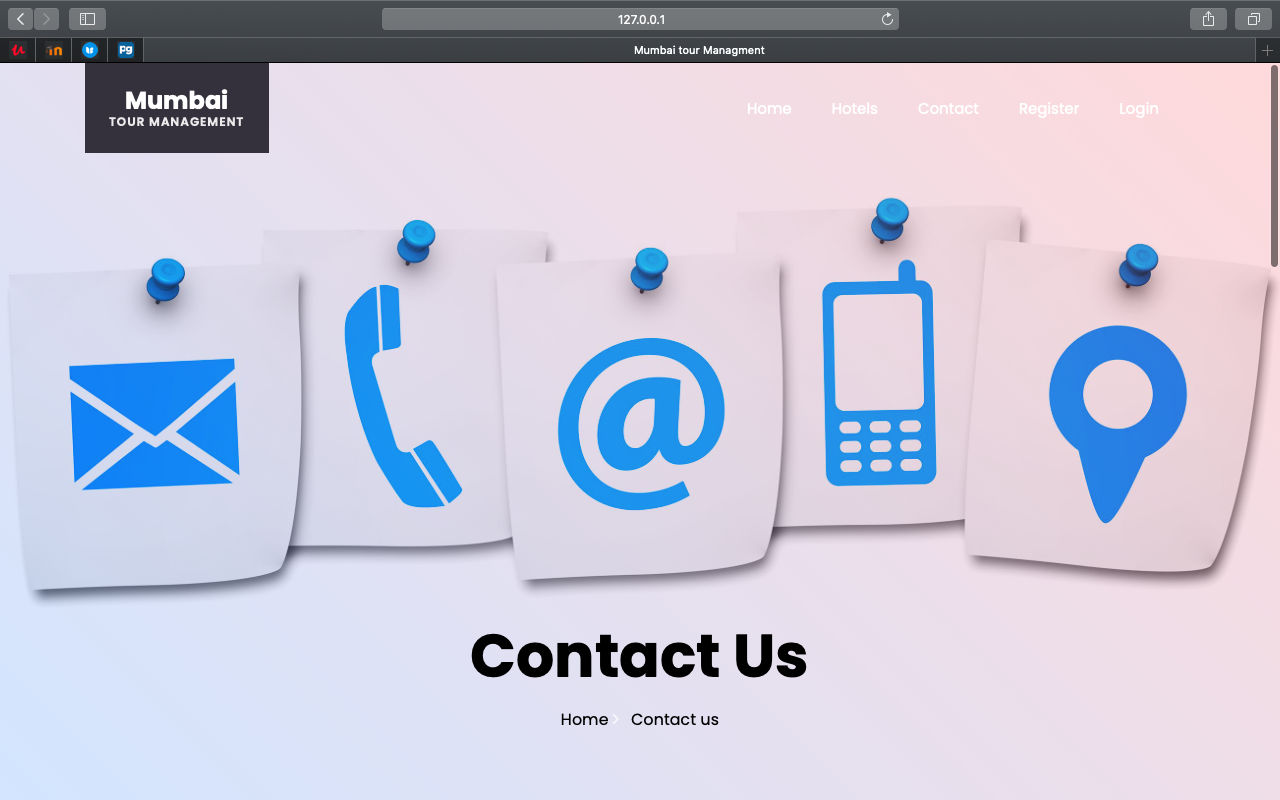 127.0.0.1
Mumbai tour Managment
Mumbai
TOUR MANAGEMENT
Home Hotels Contact Register Login
@
Contact Us
Home > Contact us